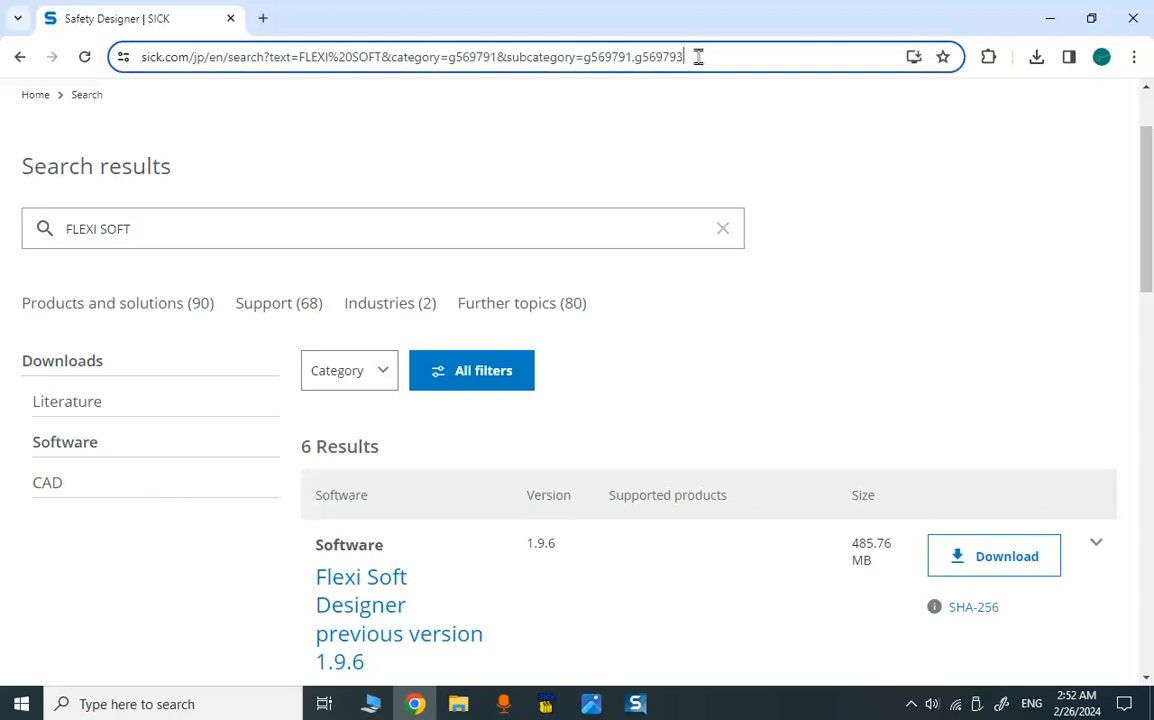 Safety Designer | SICK
sick.com/jp/en/search?text=FLEXI%20SOFT&category=g569791&subcategory=g569791,g569793
Home > Search
Search results
FLEXI SOFT
Products and solutions (90) Support (68) Industries (2) Further topics (80)
Downloads
Literature
Software
CAD
Category All filters
6 Results
Software Version Supported products Size
Software
Flexi Soft
Designer
previous version
1.9.6
1.9.6
485.76
MB
Download
SHA-256
Type here to search
ENG
2:52 AM
2/26/2024